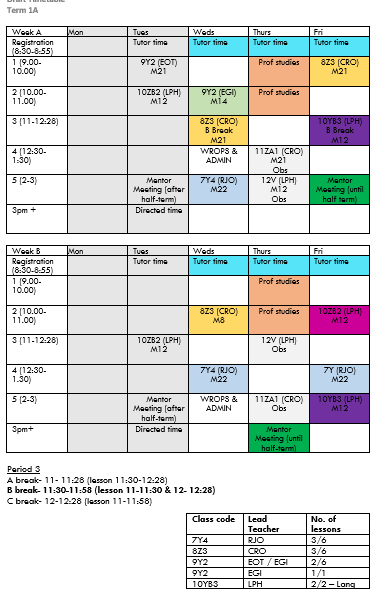 Draft Timetable
Term 1A
Week A Mon Tues Weds Thurs Fri
Registration (8:30-8:55) Tutor time Tutor time Tutor time Tutor time
1 (9.00-10.00) 9Y2 (EOT) M21 Prof studies 8Z3 (CRO) M21
2 (10.00-11.00) 10ZB2 (LPH) M12 9Y2 (EGI) M14 Prof studies
3 (11-12:28) 8Z3 (CRO) B Break M21 10YB3 (LPH) B Break M12
4 (12:30-1:30) WROPS & ADMIN 11ZA1 (CRO) M21 Obs
5 (2-3) Mentor Meeting (after half-term) 7Y4 (RJO) M22 12V (LPH) M12 Obs Mentor Meeting (until half-term)
3pm + Directed time
Week B Mon Tues Weds Thurs Fri
Registration (8:30-8:55) Tutor time Tutor time Tutor time Tutor time
1 (9.00-10.00) Prof studies
2 (10.00-11.00) 8Z3 (CRO) M8 Prof studies 10ZB2 (LPH) M12
3 (11-12:28) 10ZB2 (LPH) M12 12V (LPH) Obs
4 (12:30-1.30) 7Y4 (RJO) M22 7Y (RJO) M22
5 (2-3) Mentor Meeting (after half-term) WROPS & ADMIN 11ZA1 (CRO) Obs 10YB3 (LPH) M12
3pm+ Directed time Mentor Meeting (until half-term)
Period 3
A break- 11- 11:28 (lesson 11:30-12:28)
B break- 11:30-11:58 (lesson 11-11:30 & 12- 12:28)
C break- 12-12:28 (lesson 11-11:58)
Class code Lead Teacher No. of lessons
7Y4 RJO 3/6
8Z3 CRO 3/6
9Y2 EOT / EGI 2/6
9Y2 EGI 1/1
10YB3 LPH 2/2 – Lang